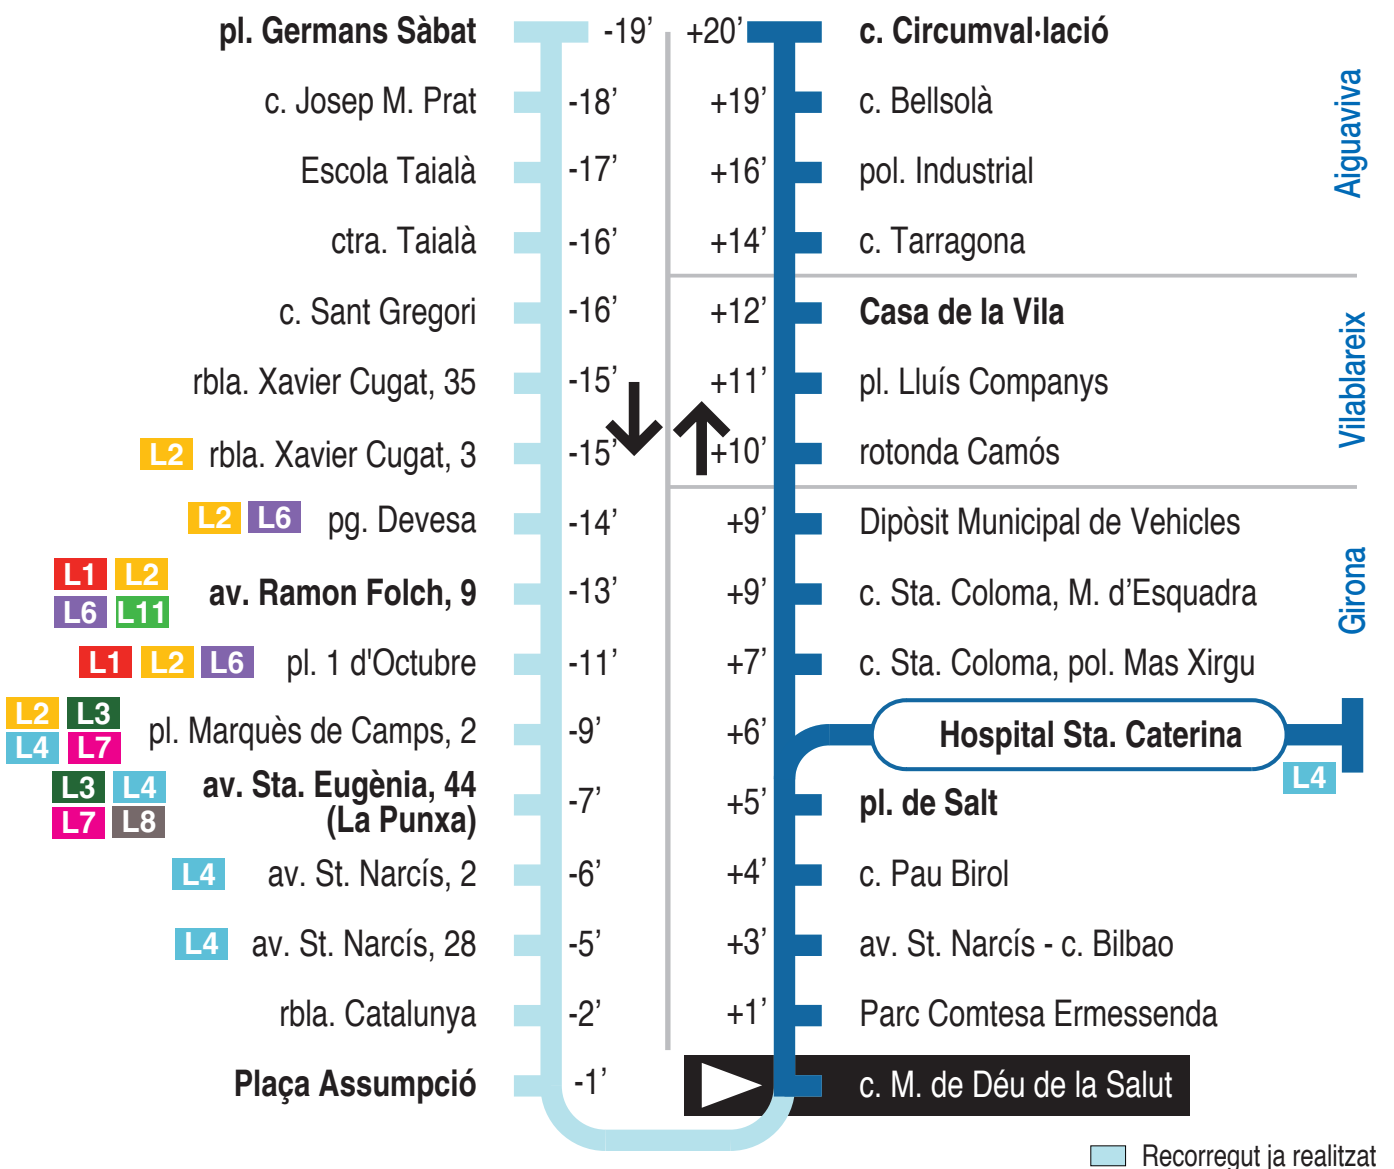 pl. Germans Sàbat -19’
c. Josep M. Prat -18’
Escola Taialà -17’
ctra. Taialà -16’
c. Sant Gregori -16’
rbla. Xavier Cugat, 35 -15’
L2 rbla. Xavier Cugat, 3 -15’
L2 L6 pg. Devesa -14’
L1 L2
L6 L11
av. Ramon Folch, 9 -13’
L1 L2 L6 pl. 1 d'Octubre -11’
L2 L3
L4 L7
pl. Marquès de Camps, 2 -9’
L3 L4
L7 L8
av. Sta. Eugènia, 44
(La Punxa) -7’
L4 av. St. Narcís, 2 -6’
L4 av. St. Narcís, 28 -5’
rbla. Catalunya -2’
Plaça Assumpció -1’
+20’ c. Circumval·lació
+19’ c. Bellsolà
+16’ pol. Industrial
+14’ c. Tarragona
Aiguaviva
+12’ Casa de la Vila
+11’ pl. Lluís Companys
+10’ rotonda Camós
Vilablareix
+9’ Dipòsit Municipal de Vehicles
+9’ c. Sta. Coloma, M. d’Esquadra
+7’ c. Sta. Coloma, pol. Mas Xirgu
Girona
+6’ Hospital Sta. Caterina
L4
+5’ pl. de Salt
+4’ c. Pau Birol
+3’ av. St. Narcís - c. Bilbao
+1’ Parc Comtesa Ermessenda
c. M. de Déu de la Salut
Recorregut ja realitzat